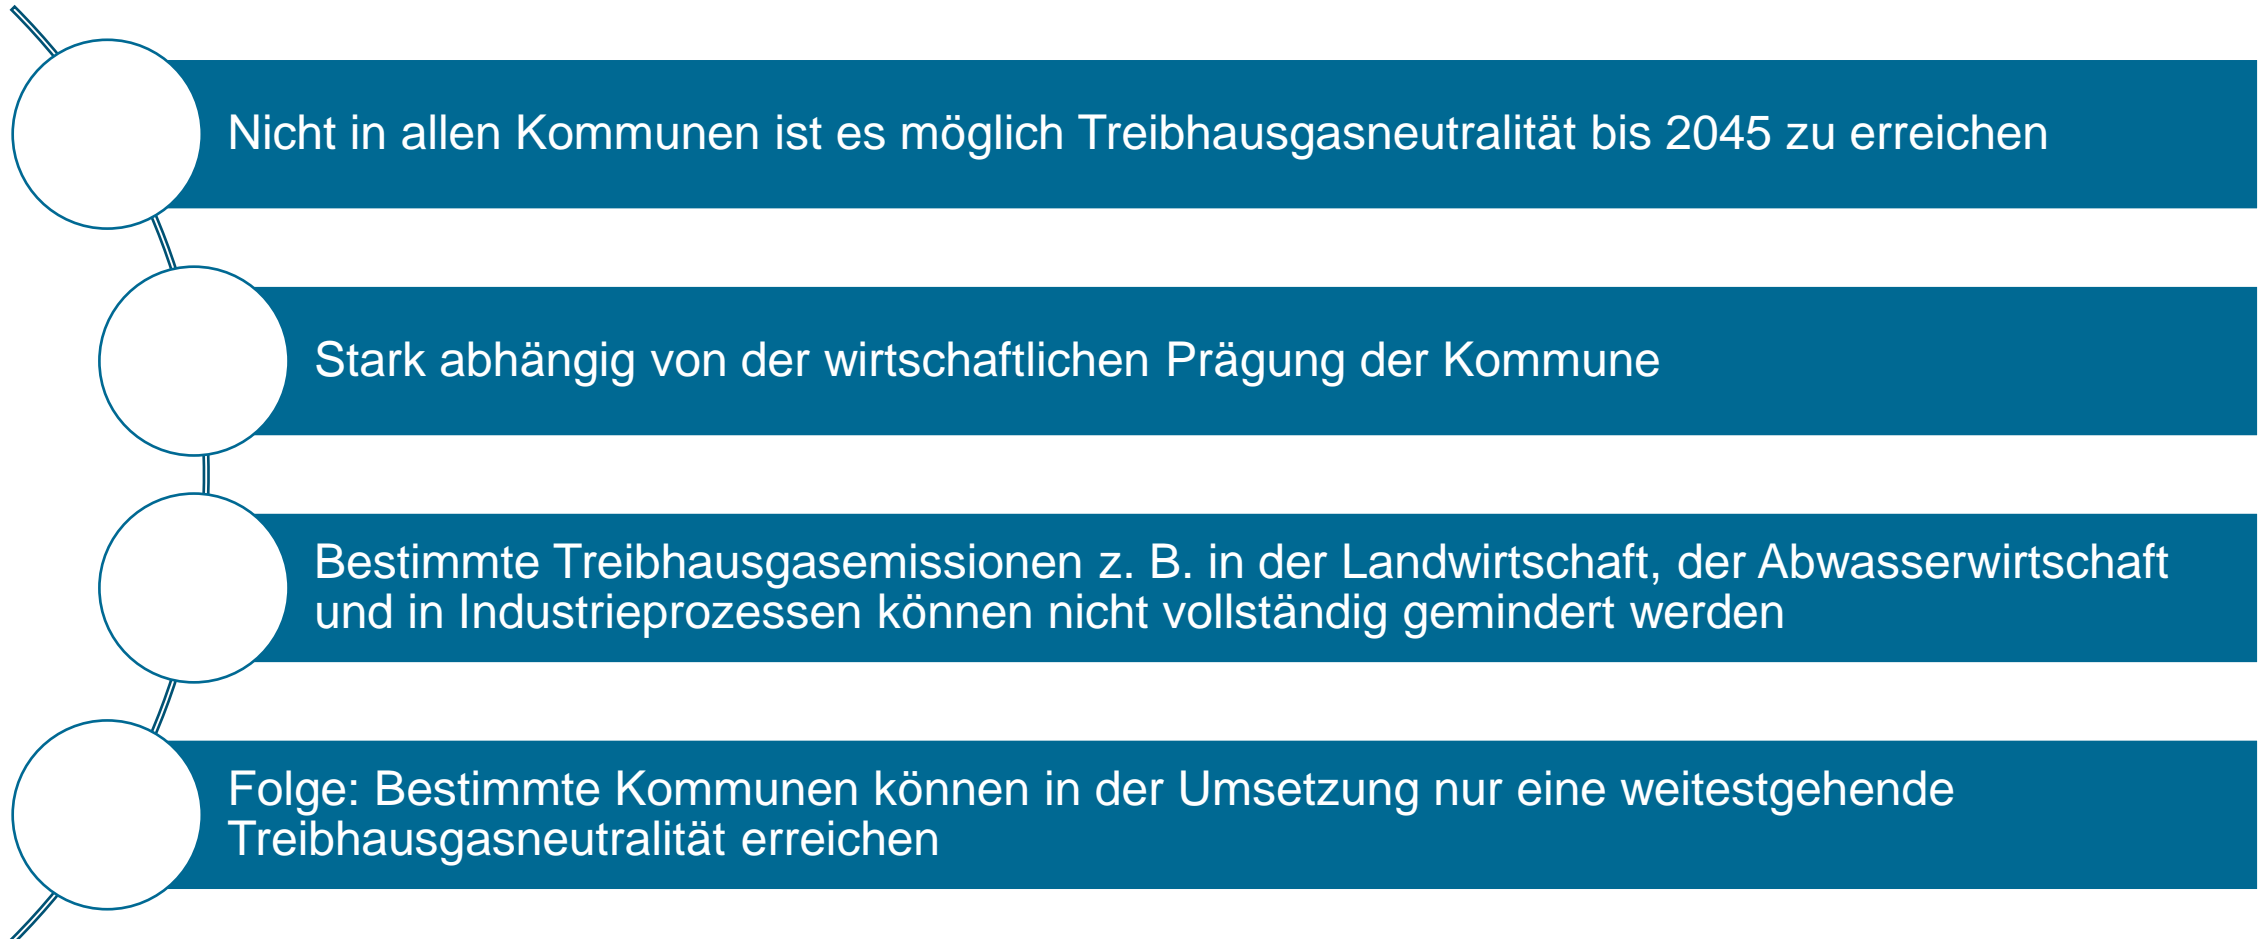 Nicht in allen Kommunen ist es möglich Treibhausgasneutralität bis 2045 zu erreichen
Stark abhängig von der wirtschaftlichen Prägung der Kommune
Bestimmte Treibhausgasemissionen z. B. in der Landwirtschaft, der Abwasserwirtschaft
und in Industrieprozessen können nicht vollständig gemindert werden
Folge: Bestimmte Kommunen können in der Umsetzung nur eine weitestgehende
Treibhausgasneutralität erreichen